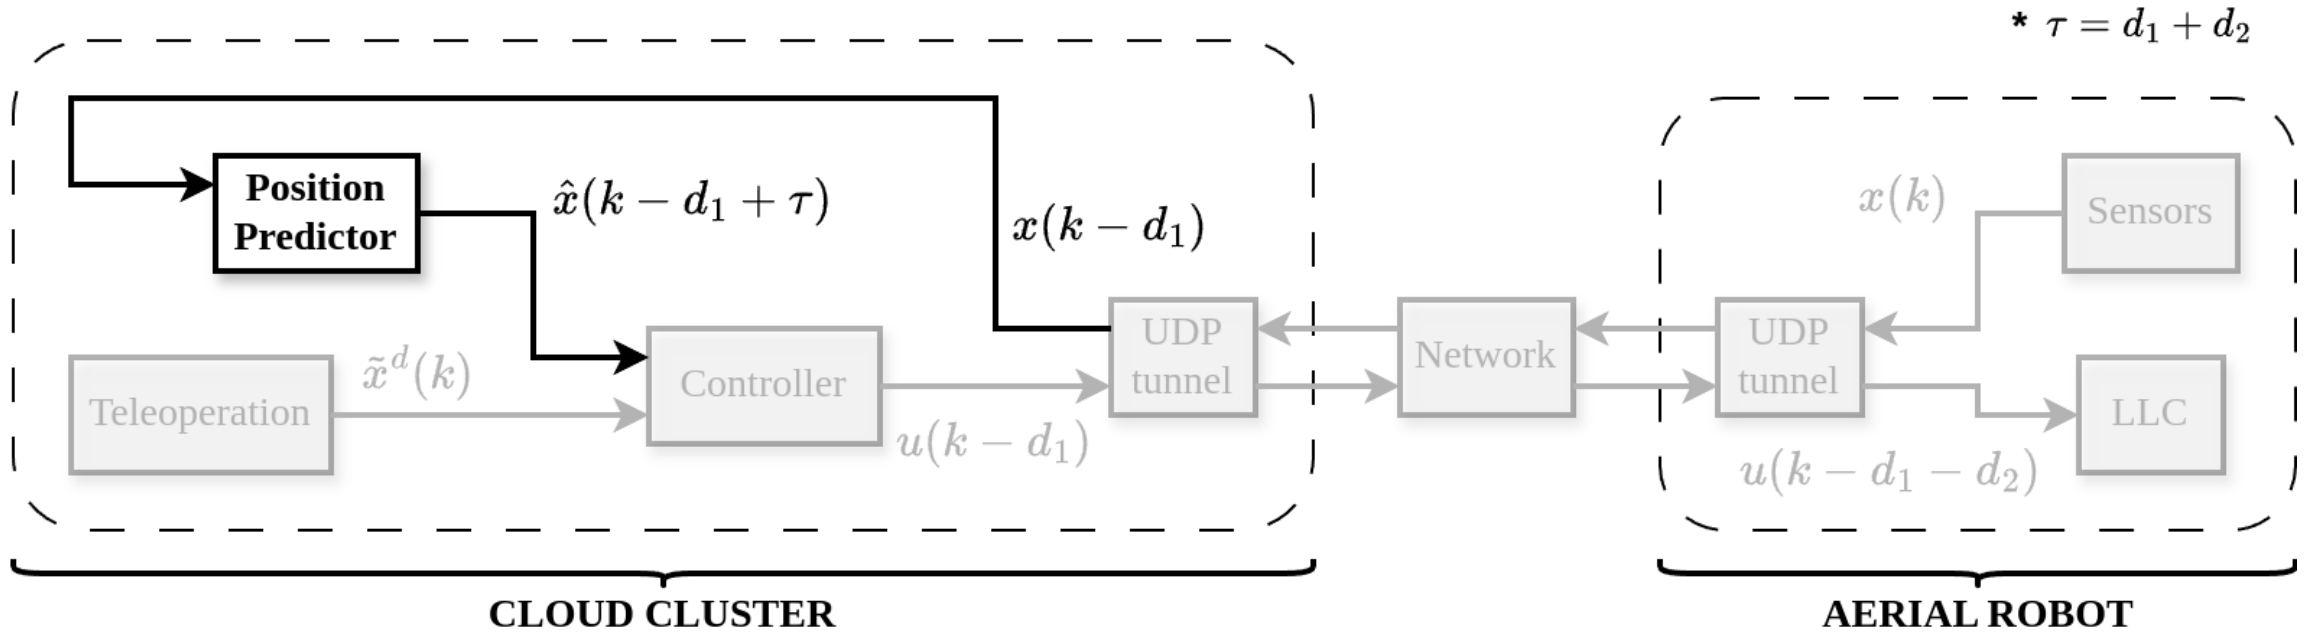 * τ = d₁ + d₂
Position
Predictor
x̂(k − d₁ + τ)
x(k − d₁)
x(k)
Sensors
Teleoperation
x̃ᵈ(k)
Controller
u(k − d₁)
UDP
tunnel
Network
UDP
tunnel
LLC
u(k − d₁ − d₂)
CLOUD CLUSTER
AERIAL ROBOT